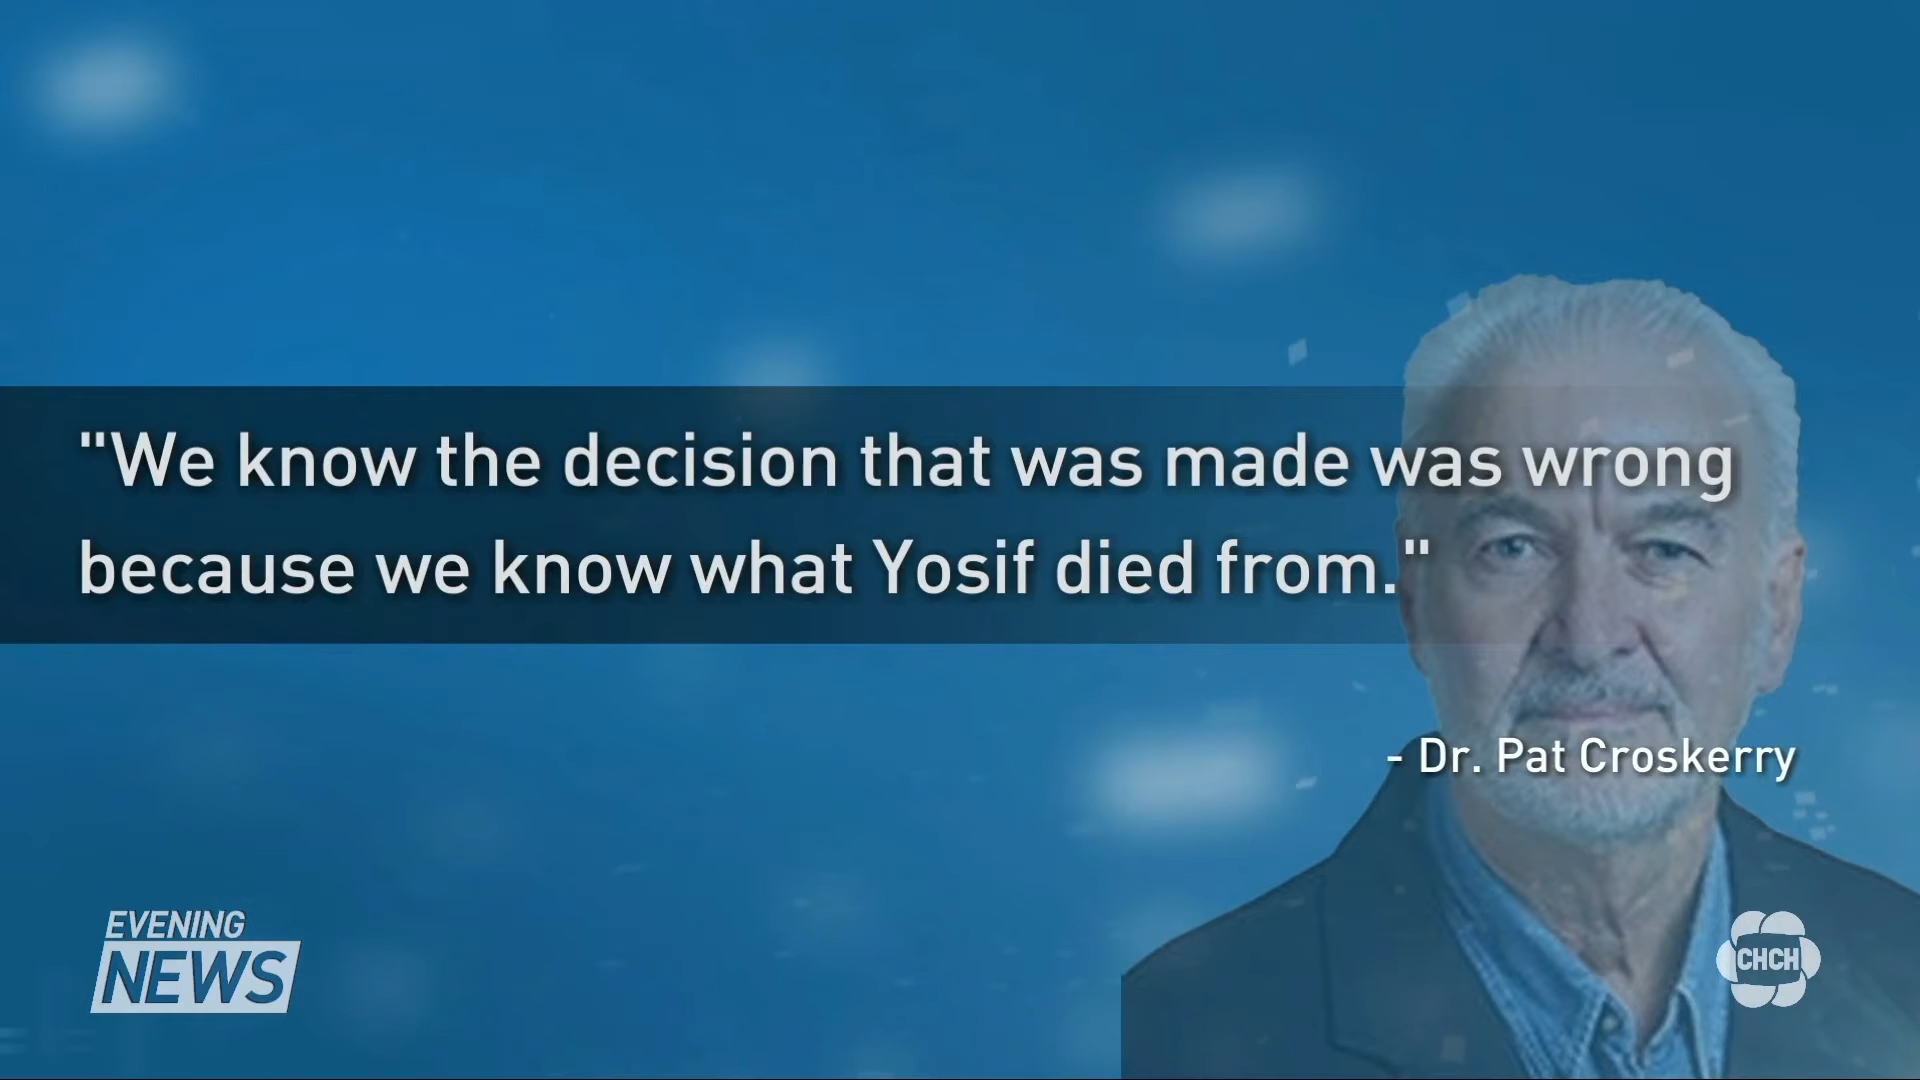 "We know the decision that was made was wrong
because we know what Yosif died from."
- Dr. Pat Croskerry
EVENING
NEWS
CHCH